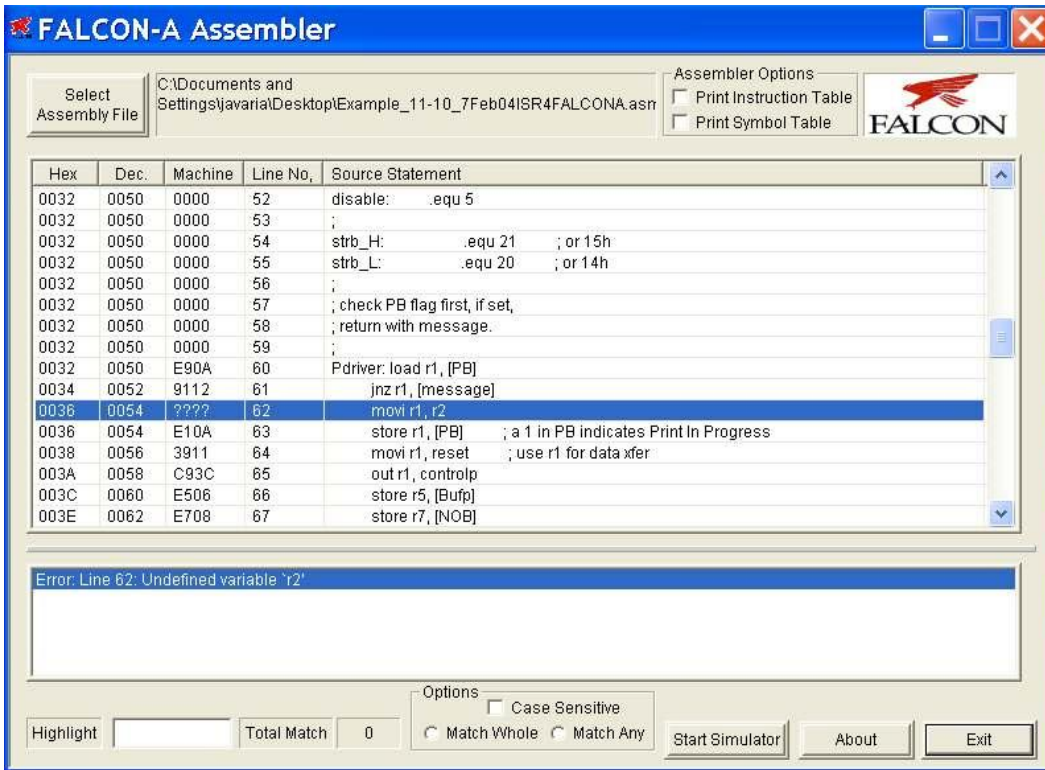 FALCON-A Assembler
Select
Assembly File
C:\Documents and
Settings\javaria\Desktop\Example_11-10_7Feb04ISR4FALCONA.asm
Assembler Options
Print Instruction Table
Print Symbol Table
FALCON
Hex Dec. Machine Line No, Source Statement
0032 0050 0000 52 disable: .equ 5
0032 0050 0000 53 ;
0032 0050 0000 54 strb_H: .equ 21 ; or 15h
0032 0050 0000 55 strb_L: .equ 20 ; or 14h
0032 0050 0000 56 ;
0032 0050 0000 57 ; check PB flag first, if set,
0032 0050 0000 58 ; return with message.
0032 0050 0000 59 ;
0032 0050 E90A 60 Pdriver: load r1, [PB]
0034 0052 9112 61 jnz r1, [message]
0036 0054 ???? 62 movi r1, r2
0036 0054 E10A 63 store r1, [PB] ; a 1 in PB indicates Print In Progress
0038 0056 3911 64 movi r1, reset ; use r1 for data xfer
003A 0058 C93C 65 out r1, controlp
003C 0060 E506 66 store r5, [Bufp]
003E 0062 E708 67 store r7, [NOB]
Error: Line 62: Undefined variable `r2'
Options
Case Sensitive
Highlight Total Match 0 Match Whole Match Any Start Simulator About Exit